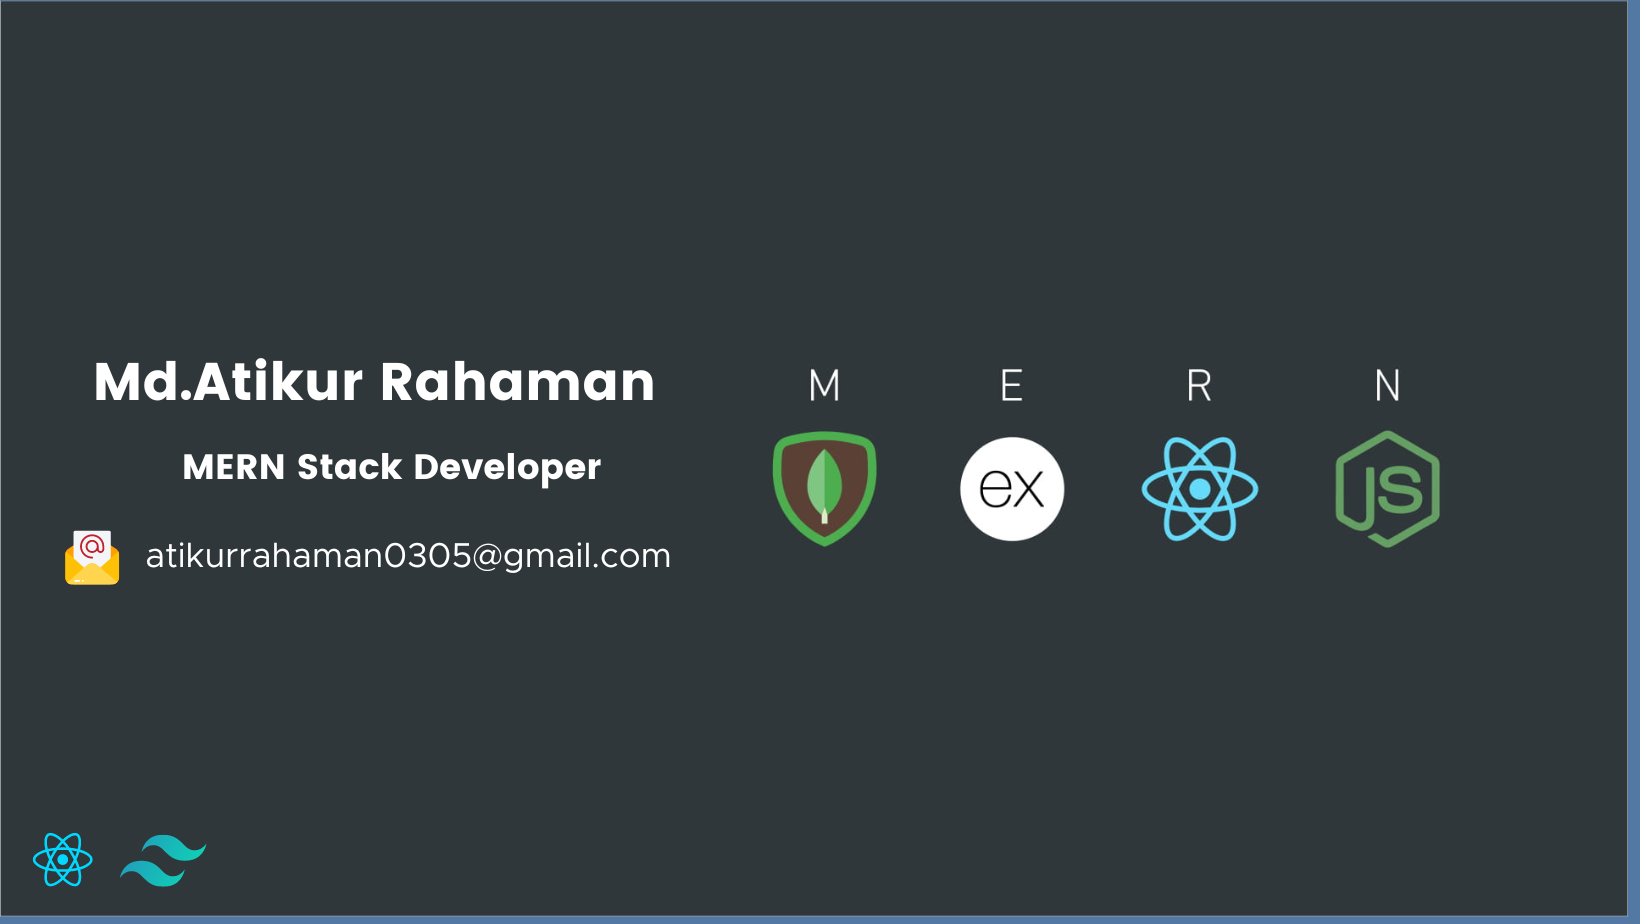 Md.Atikur Rahaman
MERN Stack Developer
@
atikurrahaman0305@gmail.com
M E R N
ex
JS